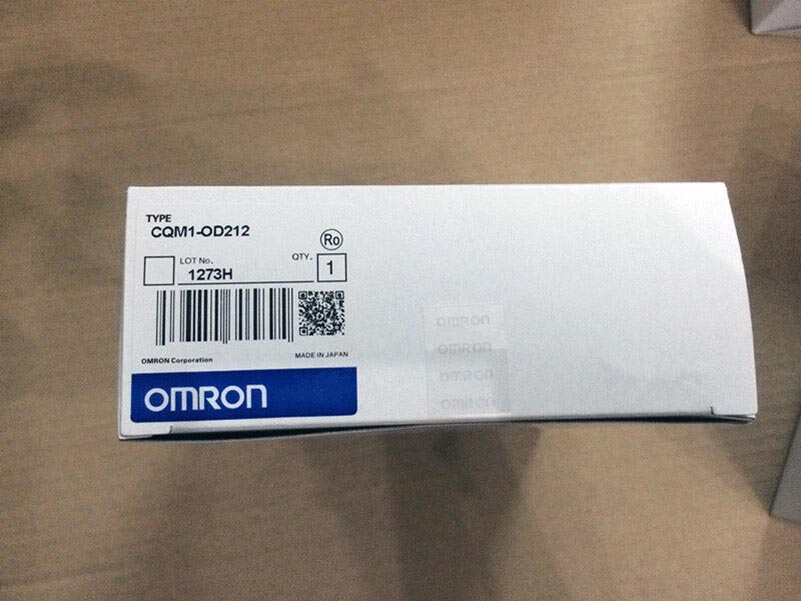 TYPE
CQM1-OD212
Ro
LOT No.
1273H
QTY.
1
OMRON Corporation
MADE IN JAPAN
OMRON
OMRON
OMRON
OMRON
OMRON